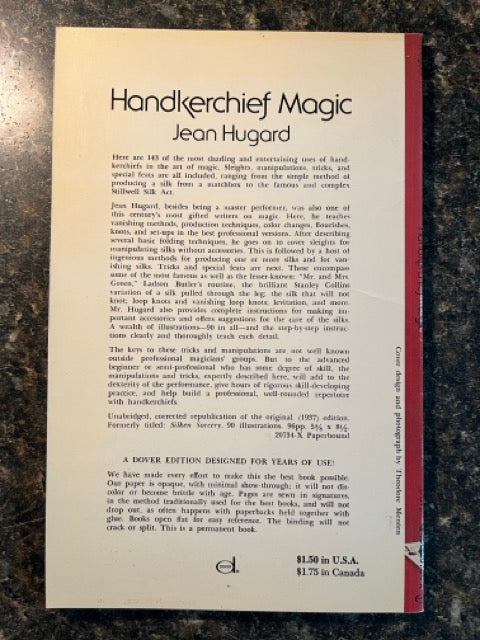 Handkerchief Magic
Jean Hugard
Here are 143 of the most dazzling and entertaining uses of hand-
kerchiefs in the art of magic. Sleights, manipulations, tricks, and
special feats are all included, ranging from the simple method of
producing a silk from a matchbox to the famous and complex
Stillwell Silk Act.
Jean Hugard, besides being a master performer, was also one of
this century's most gifted writers on magic. Here, he teaches
vanishing methods, production techniques, color changes, flourishes,
knots, and set-ups in the best professional versions. After describing
several basic folding techniques, he goes on to cover sleights for
manipulating silks without accessories. This is followed by a host of
ingenious methods for producing one or more silks and for van-
ishing silks. Tricks and special feats are next. These encompass
some of the most famous as well as the lesser-known: "Mr. and Mrs.
Green," Ladson Butler's routine, the brilliant Stanley Collins
variation of a silk pulled through the leg; the silk that will not
knot; loop knots and vanishing loop knots; levitation, and more.
Mr. Hugard also provides complete instructions for making im-
portant accessories and offers suggestions for the care of the silks.
A wealth of illustrations—90 in all—and the step-by-step instruc-
tions clearly and thoroughly teach each detail.
The keys to these tricks and manipulations are not well known
outside professional magicians' groups. But to the advanced
beginner or semi-professional who has some degree of skill, the
manipulations and tricks, expertly described here, will add to the
dexterity of the performance, give hours of rigorous skill-developing
practice, and help build a professional, well-rounded repertoire
with handkerchiefs.
Unabridged, corrected republication of the original (1937) edition.
Formerly titled: Silken Sorcery. 90 illustrations. 96pp. 5⅜ x 8½.
20734-X Paperbound
A DOVER EDITION DESIGNED FOR YEARS OF USE!
We have made every effort to make this the best book possible.
Our paper is opaque, with minimal show-through; it will not dis-
color or become brittle with age. Pages are sewn in signatures,
in the method traditionally used for the best books, and will not
drop out, as often happens with paperbacks held together with
glue. Books open flat for easy reference. The binding will not
crack or split. This is a permanent book.
$1.50 in U.S.A.
$1.75 in Canada
Cover design and photograph by Theodore Menten